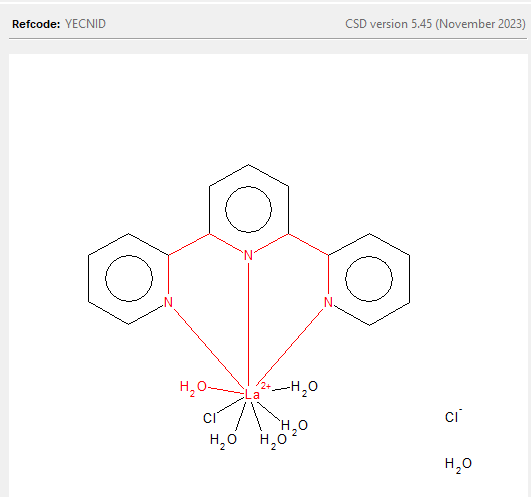 Refcode: YECNID CSD version 5.45 (November 2023)
N
N N
H2O La2+ H2O
Cl H2O Cl-
H2O H2O
H2O